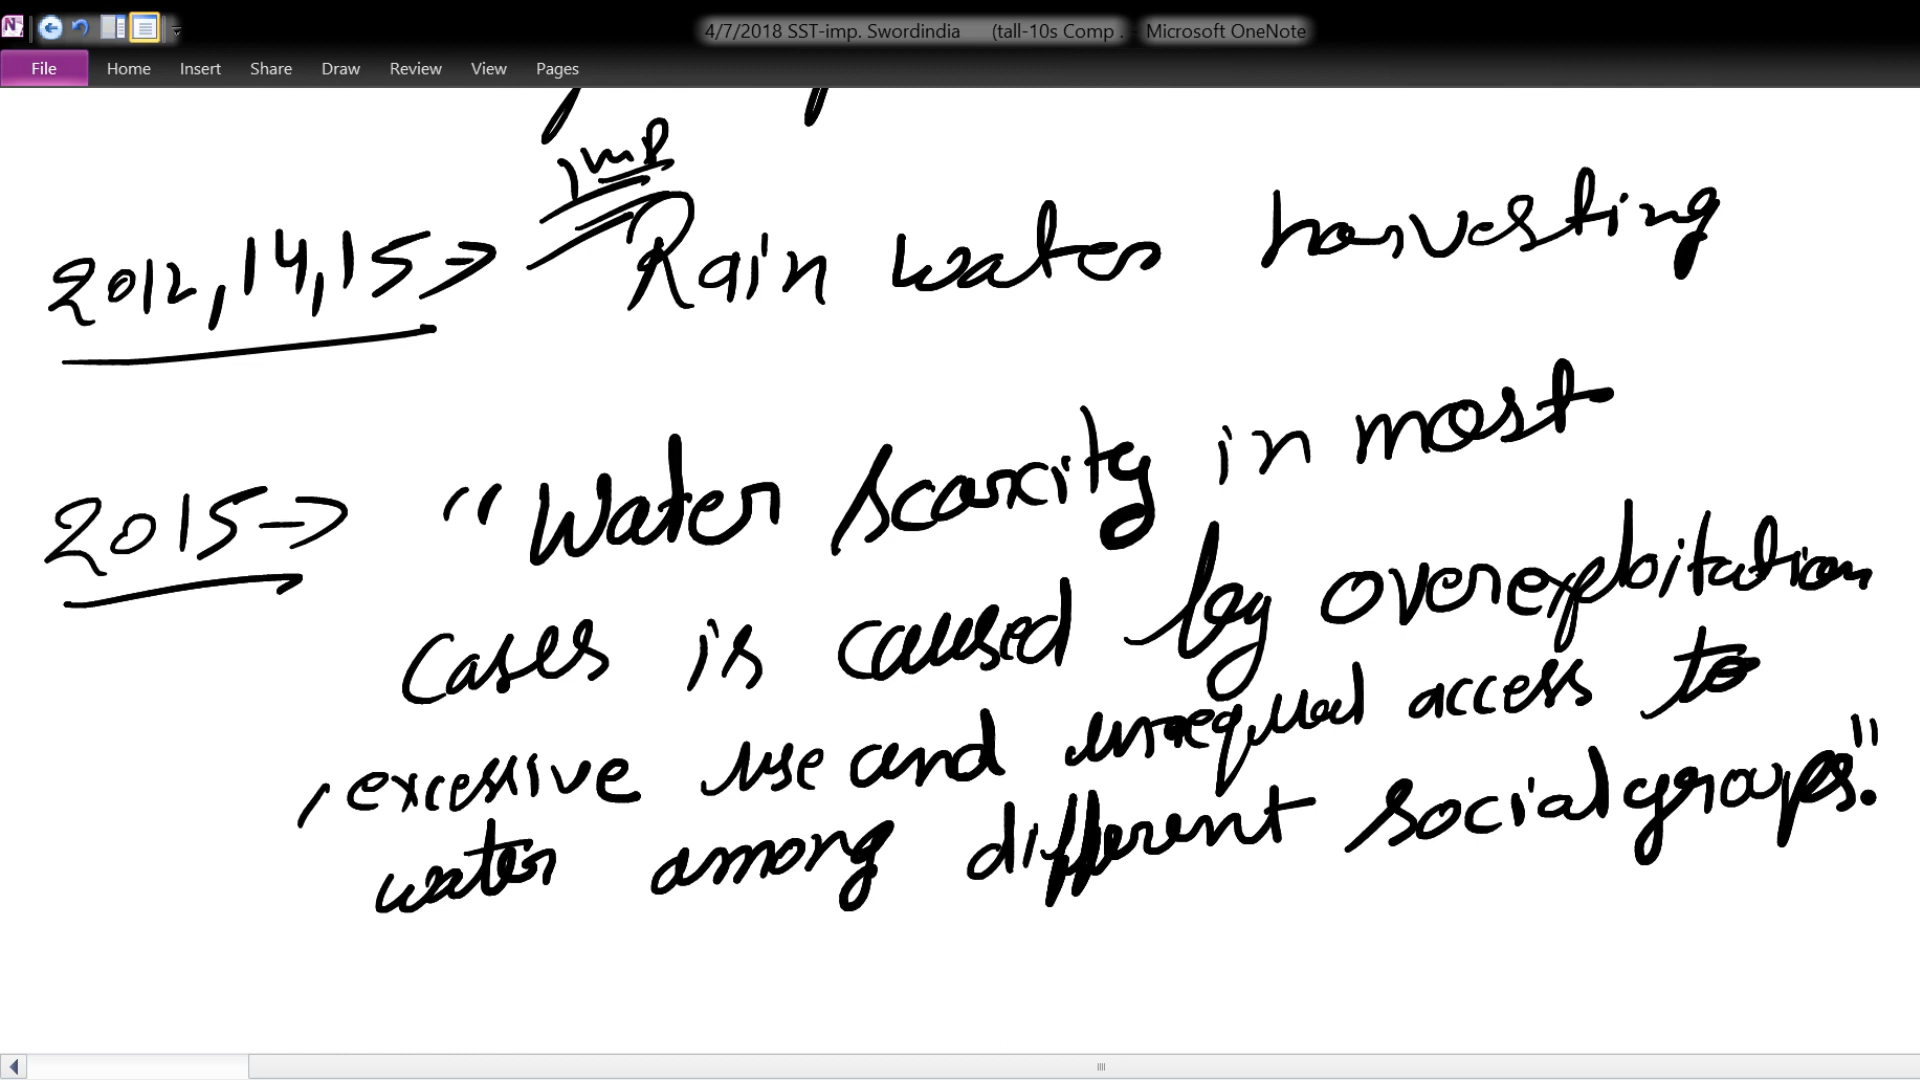 4/7/2018 SST-imp. Swordindia (tall-10s Comp . - Microsoft OneNote
File Home Insert Share Draw Review View Pages
imp
2012, 14, 15 → Rain water harvesting
2015 → "Water scarcity in most
cases is caused by overexploitation
, excessive use and unequal access to
water among different social groups."